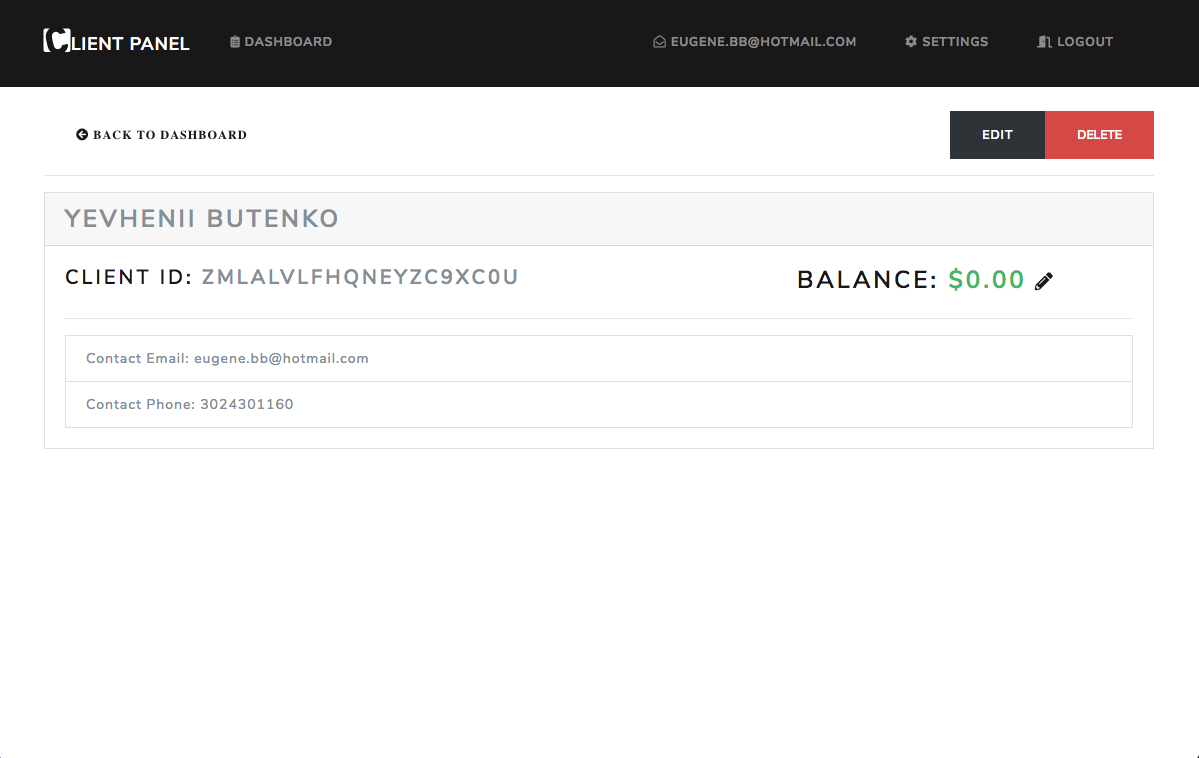 CLIENT PANEL DASHBOARD EUGENE.BB@HOTMAIL.COM SETTINGS LOGOUT
BACK TO DASHBOARD EDIT DELETE
YEVHENII BUTENKO
CLIENT ID: ZMLALVLFHQNEYZC9XC0U BALANCE: $0.00
Contact Email: eugene.bb@hotmail.com
Contact Phone: 3024301160